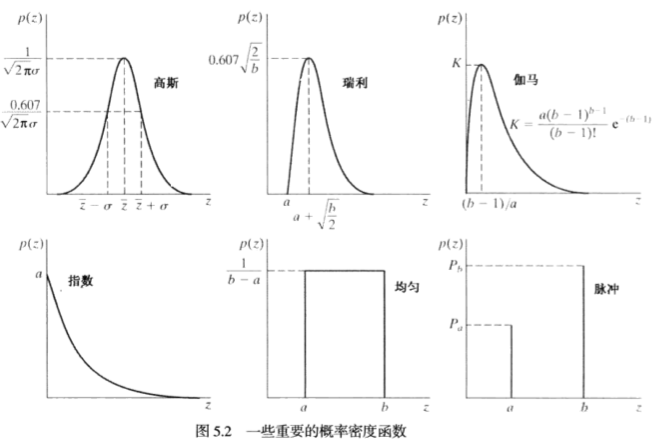 p(z)
1
√2πσ
0.607
√2πσ
高斯
z̄ − σ z̄ z̄ + σ z
p(z)
0.607 √(2/b)
瑞利
a z
a + √(b/2)
p(z)
K
伽马
K = a(b − 1)^(b−1) / (b − 1)! e^−(b−1)
(b − 1)/a z
p(z)
a
指数
z
p(z)
1
b − a
均匀
a b z
p(z)
P_b
脉冲
P_a
a b z
图 5.2 一些重要的概率密度函数